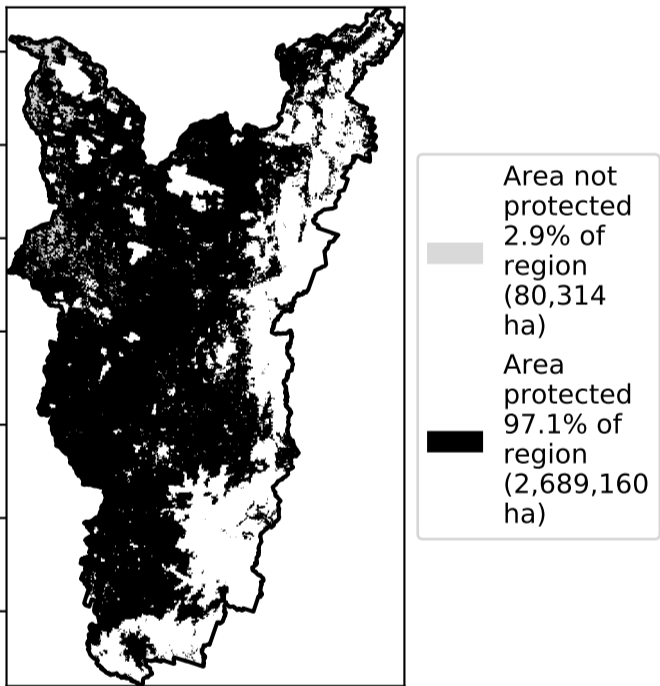 Area not
protected
2.9% of
region
(80,314
ha)
Area
protected
97.1% of
region
(2,689,160
ha)